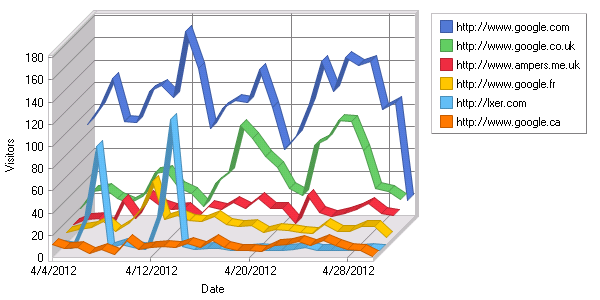 http://www.google.com
http://www.google.co.uk
http://www.ampers.me.uk
http://www.google.fr
http://lxer.com
http://www.google.ca
180
160
140
120
100
80
60
40
20
0
Visitors
4/4/2012 4/12/2012 4/20/2012 4/28/2012
Date